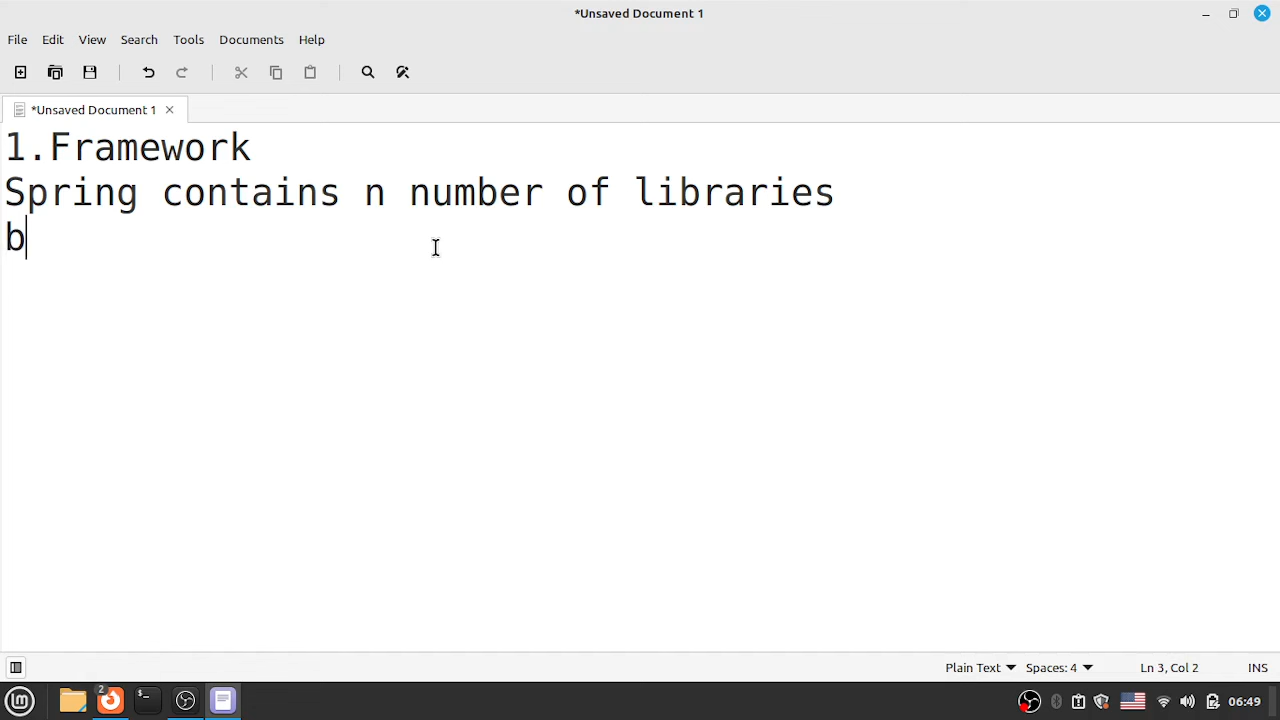 *Unsaved Document 1
File Edit View Search Tools Documents Help
*Unsaved Document 1
1.Framework
Spring contains n number of libraries
b
Plain Text Spaces: 4 Ln 3, Col 2 INS
2 06:49